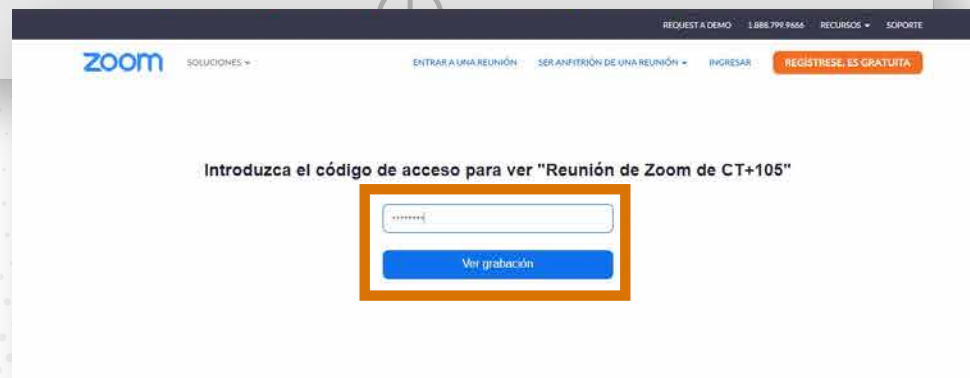 REQUEST A DEMO 1.888.799.9666 RECURSOS SOPORTE
zoom SOLUCIONES ENTRAR A UNA REUNIÓN SER ANFITRIÓN DE UNA REUNIÓN INGRESAR REGÍSTRESE, ES GRATUITA
Introduzca el código de acceso para ver "Reunión de Zoom de CT+105"
••••••••
Ver grabación